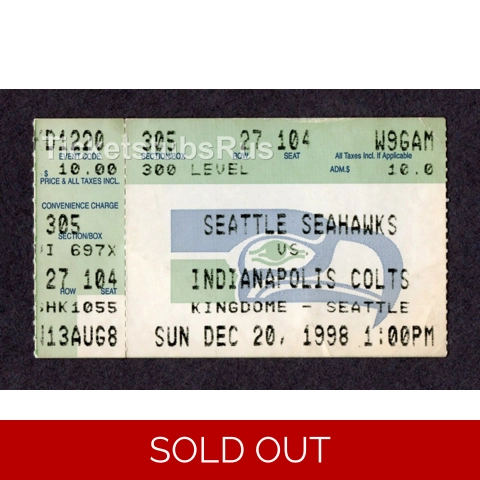 D1220 305 27 104 W9GAM
TicketstubsRus
EVENT CODE SECTION/BOX ROW SEAT All Taxes Incl. If Applicable
$ 10.00 300 LEVEL ADM.$ 10.0
PRICE & ALL TAXES INCL.
CONVENIENCE CHARGE
305 SEATTLE SEAHAWKS
SECTION/BOX
697X VS.
27 104 INDIANAPOLIS COLTS
ROW SEAT
SHK1055 KINGDOME - SEATTLE
13AUG8 SUN DEC 20, 1998 1:00PM
SOLD OUT